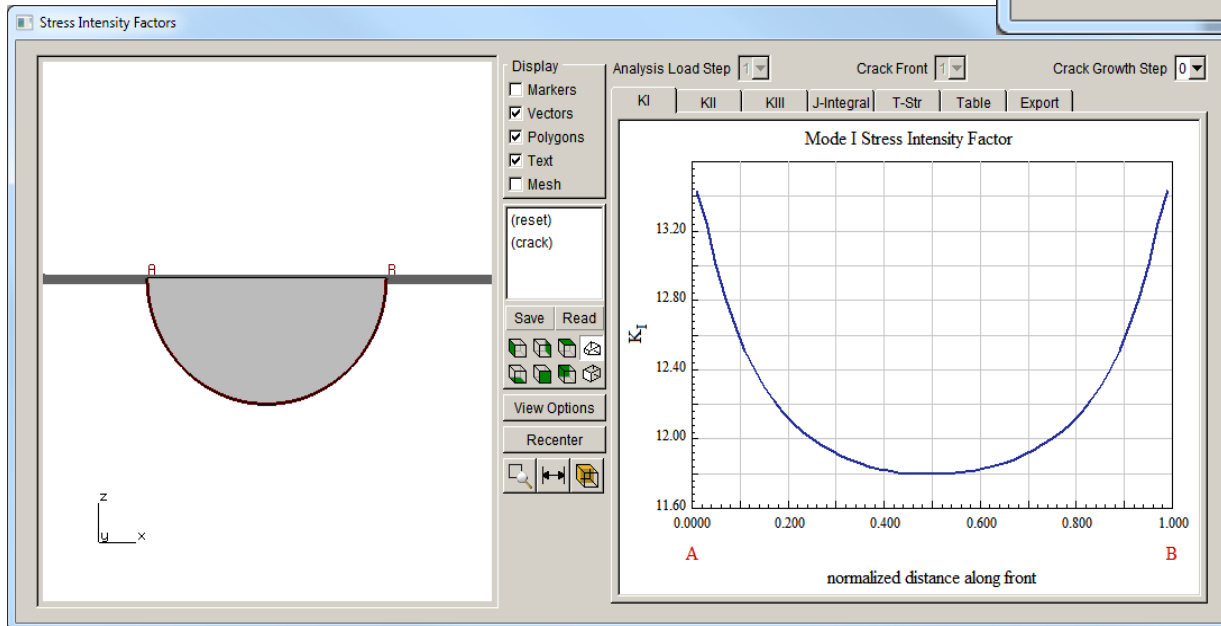 Stress Intensity Factors
Display
Markers
Vectors
Polygons
Text
Mesh
(reset)
(crack)
Save Read
View Options
Recenter
A B
z
y x
Analysis Load Step 1 Crack Front 1 Crack Growth Step 0
KI KII KIII J-Integral T-Str Table Export
Mode I Stress Intensity Factor
13.20
12.80
KI
12.40
12.00
11.60
0.0000 0.200 0.400 0.600 0.800 1.000
A B
normalized distance along front